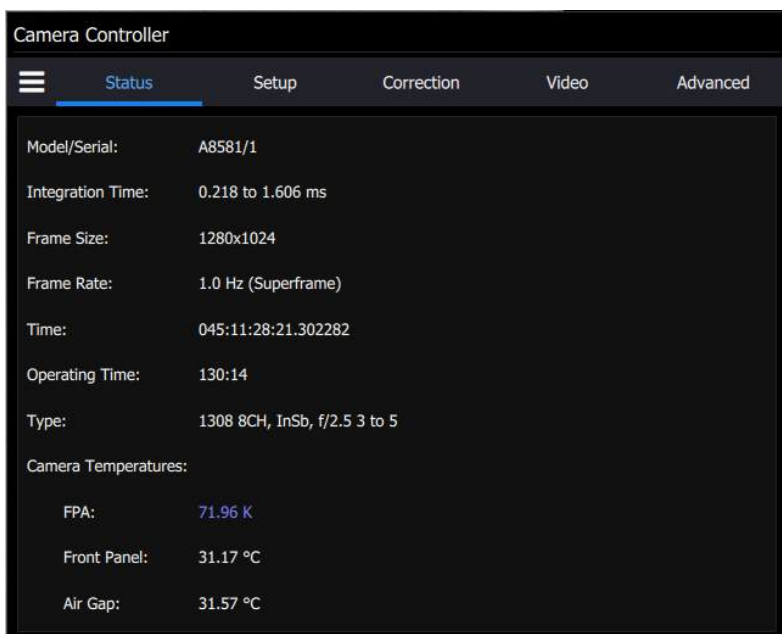 Camera Controller
Status Setup Correction Video Advanced
Model/Serial: A8581/1
Integration Time: 0.218 to 1.606 ms
Frame Size: 1280x1024
Frame Rate: 1.0 Hz (Superframe)
Time: 045:11:28:21.302282
Operating Time: 130:14
Type: 1308 8CH, InSb, f/2.5 3 to 5
Camera Temperatures:
FPA: 71.96 K
Front Panel: 31.17 °C
Air Gap: 31.57 °C